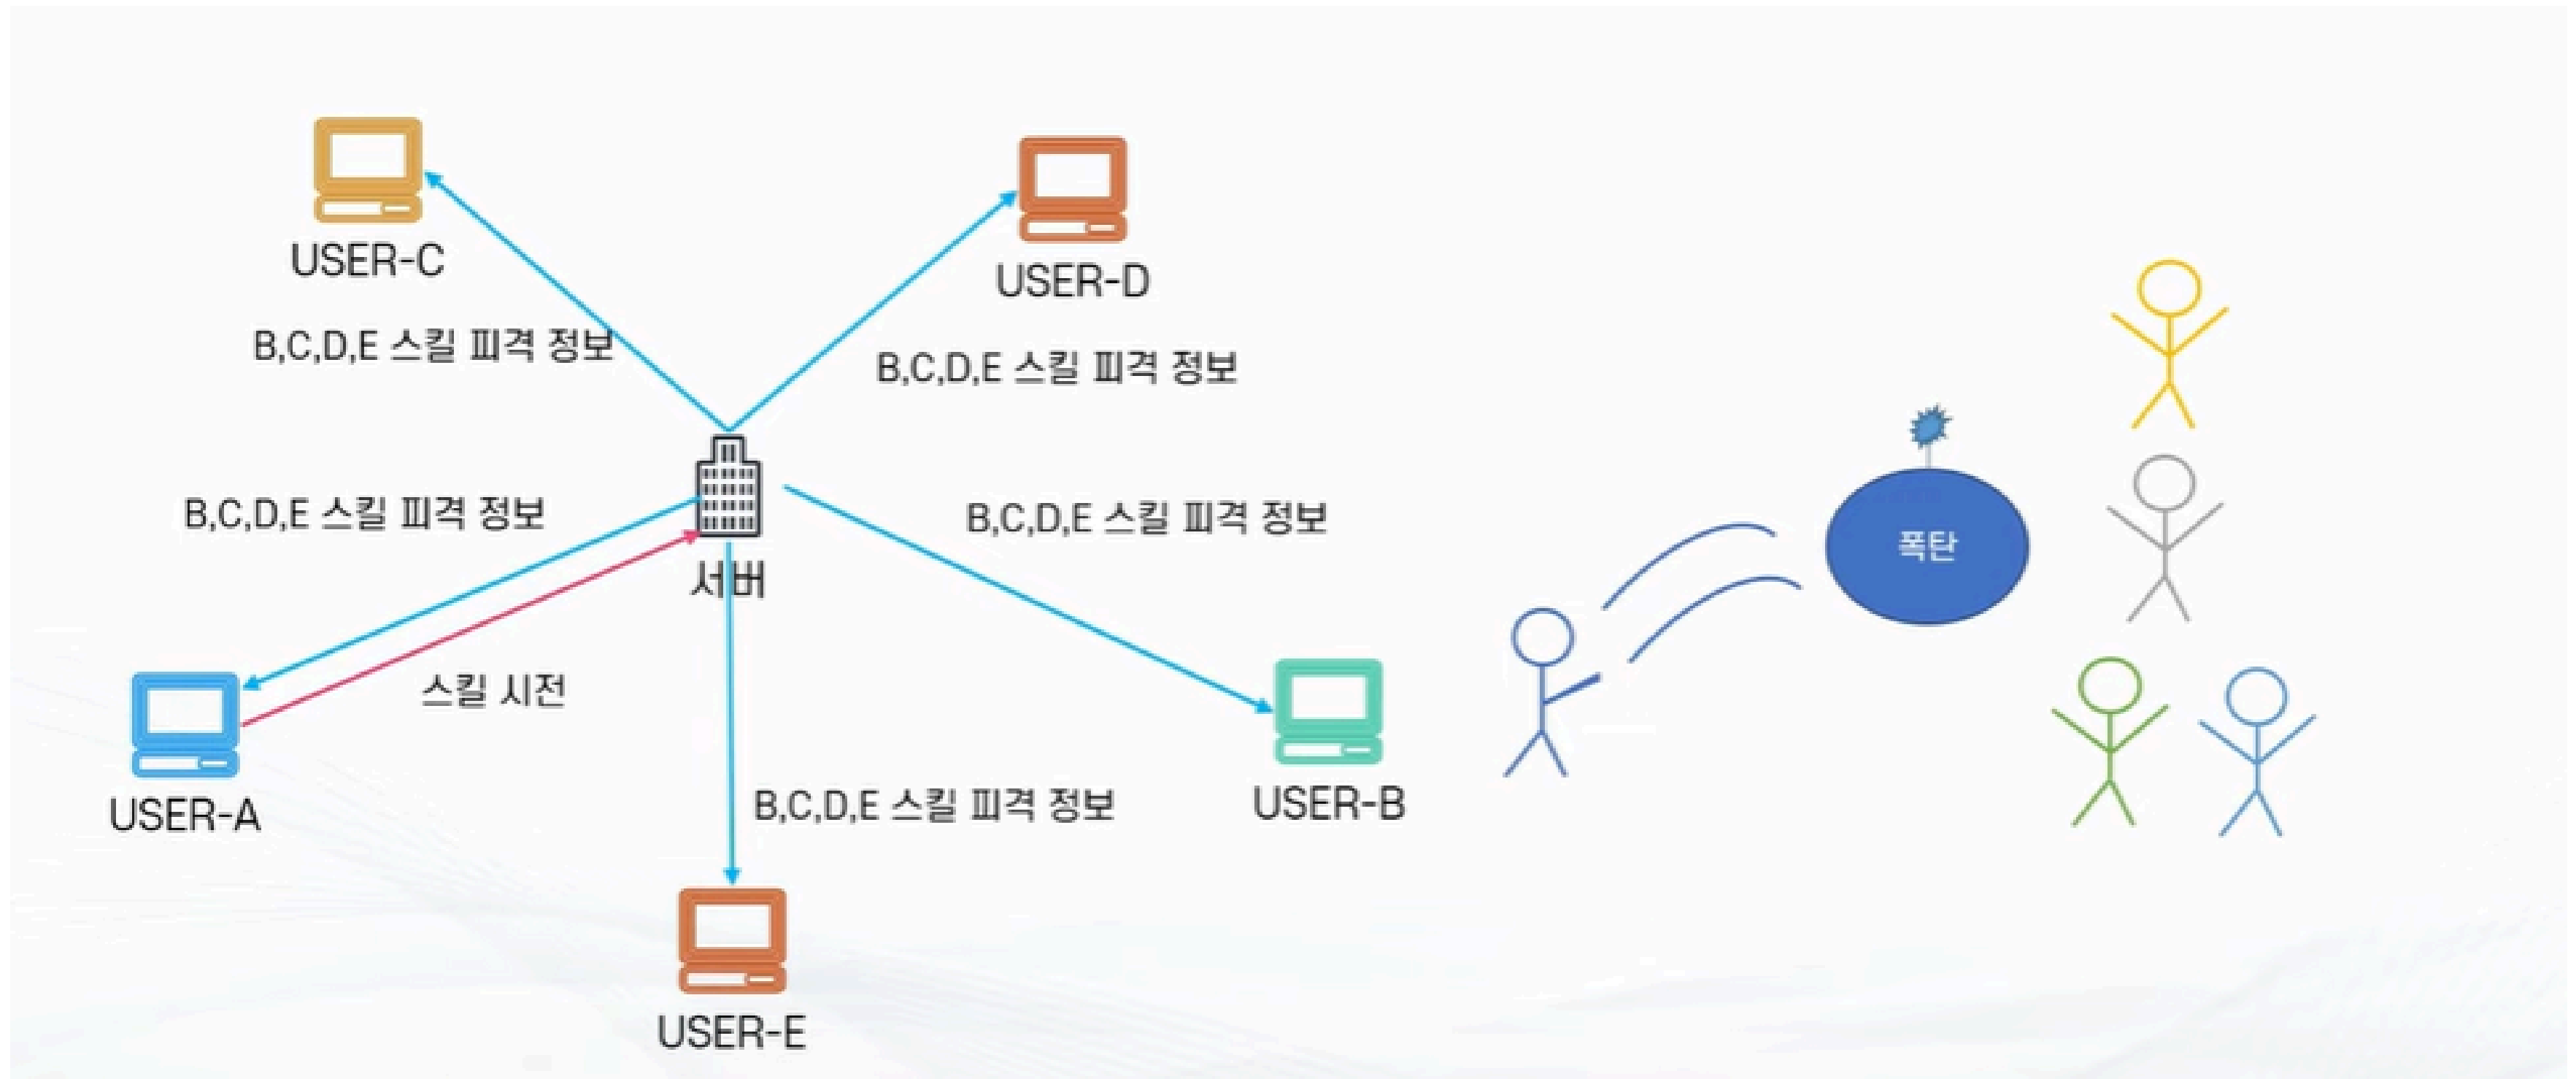 USER-C
USER-D
B,C,D,E 스킬 피격 정보
B,C,D,E 스킬 피격 정보
B,C,D,E 스킬 피격 정보
B,C,D,E 스킬 피격 정보
폭탄
서버
스킬 시전
USER-A
USER-B
B,C,D,E 스킬 피격 정보
USER-E